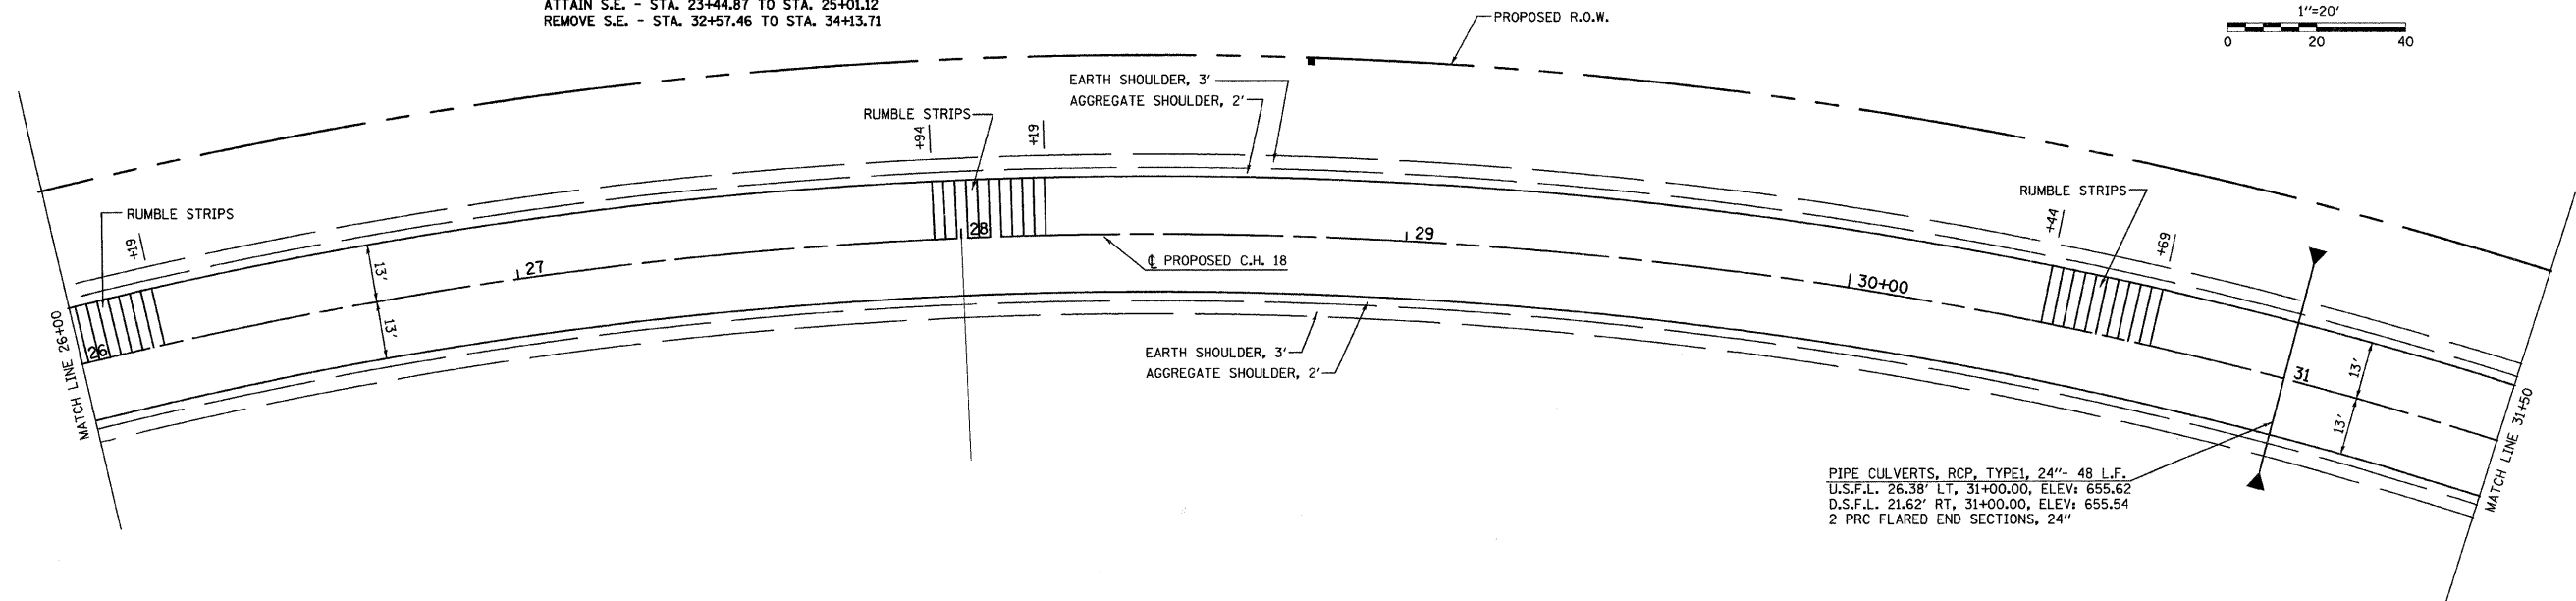 ATTAIN S.E. - STA. 23+44.87 TO STA. 25+01.12
REMOVE S.E. - STA. 32+57.46 TO STA. 34+13.71
PROPOSED R.O.W.
1"=20'
0 20 40
EARTH SHOULDER, 3'
AGGREGATE SHOULDER, 2'
RUMBLE STRIPS
+94
+19
RUMBLE STRIPS
+44
+69
RUMBLE STRIPS
+19
28
29
℄ PROPOSED C.H. 18
27
13'
13'
30+00
26
MATCH LINE 26+00
EARTH SHOULDER, 3'
AGGREGATE SHOULDER, 2'
31
13'
13'
MATCH LINE 31+50
PIPE CULVERTS, RCP, TYPE1, 24"- 48 L.F.
U.S.F.L. 26.38' LT, 31+00.00, ELEV: 655.62
D.S.F.L. 21.62' RT, 31+00.00, ELEV: 655.54
2 PRC FLARED END SECTIONS, 24"